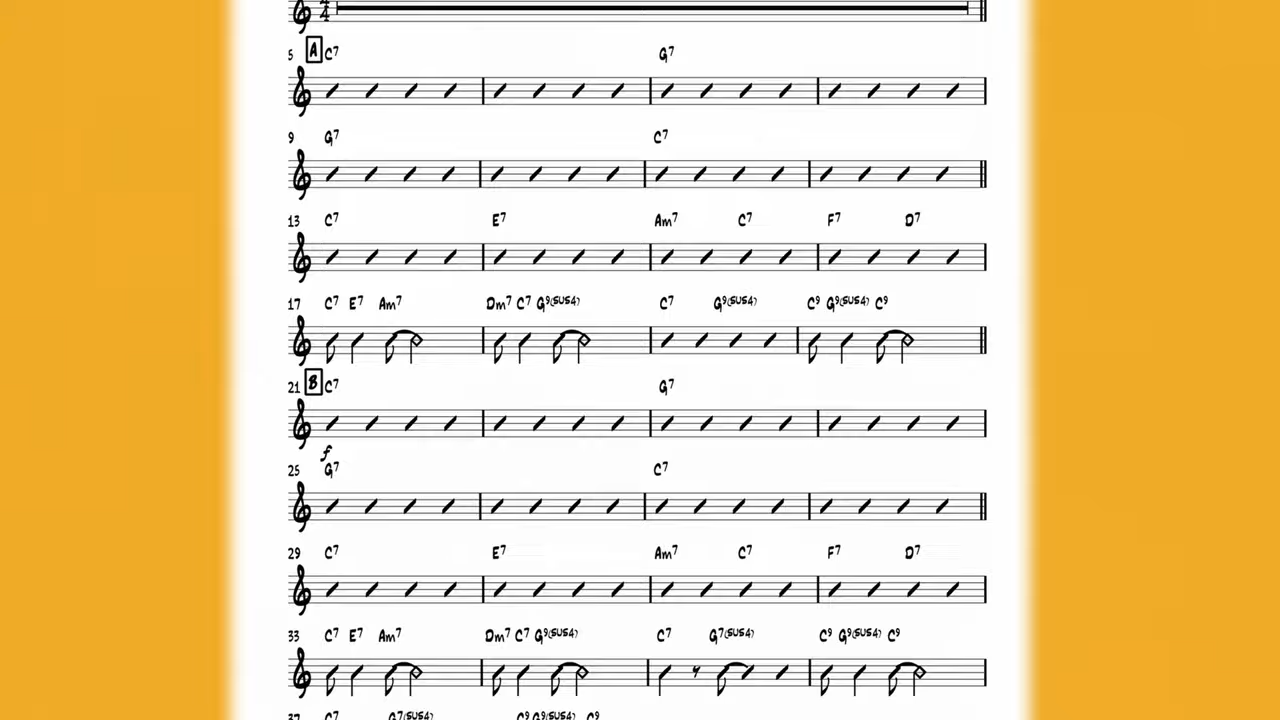 4
4
A C7 G7
5
9 G7 C7
13 C7 E7 Am7 C7 F7 D7
17 C7 E7 Am7 Dm7 C7 G9(SUS4) C7 G9(SUS4) C9 G9(SUS4) C9
21 B C7 G7
f
25 G7 C7
29 C7 E7 Am7 C7 F7 D7
33 C7 E7 Am7 Dm7 C7 G9(SUS4) C7 G7(SUS4) C9 G9(SUS4) C9
37 C7 G7(SUS4) C9 G9(SUS4) C9